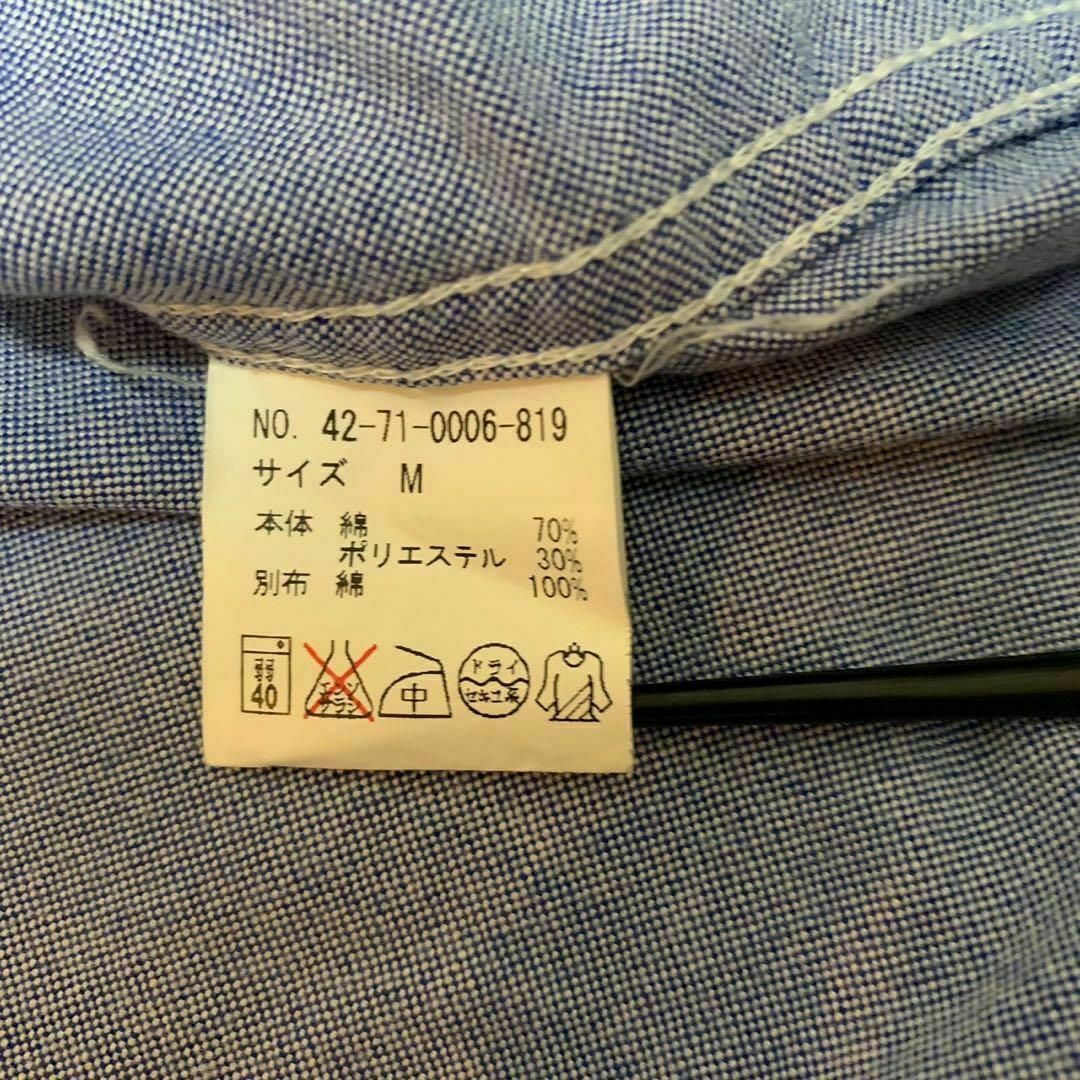 NO. 42-71-0006-819
サイズ M
本体 綿 70%
ポリエステル 30%
別布 綿 100%
弱 40 エンソ サラシ 中 ドライ セキユ系